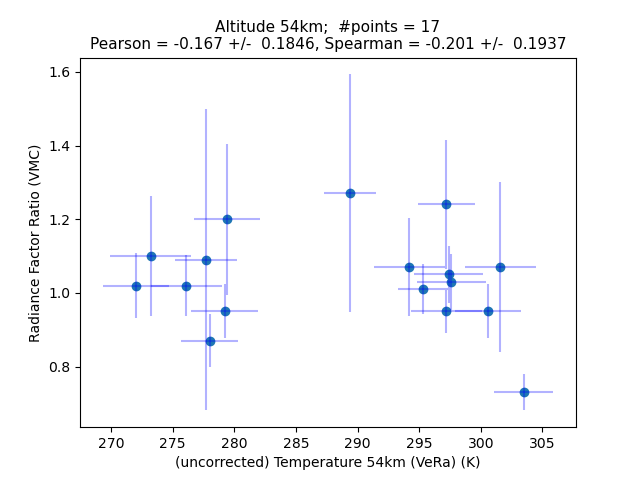 Altitude 54km;  #points = 17
Pearson = -0.167 +/-  0.1846, Spearman = -0.201 +/-  0.1937
1.6
1.4
1.2
1.0
0.8
Radiance Factor Ratio (VMC)
270 275 280 285 290 295 300 305
(uncorrected) Temperature 54km (VeRa) (K)